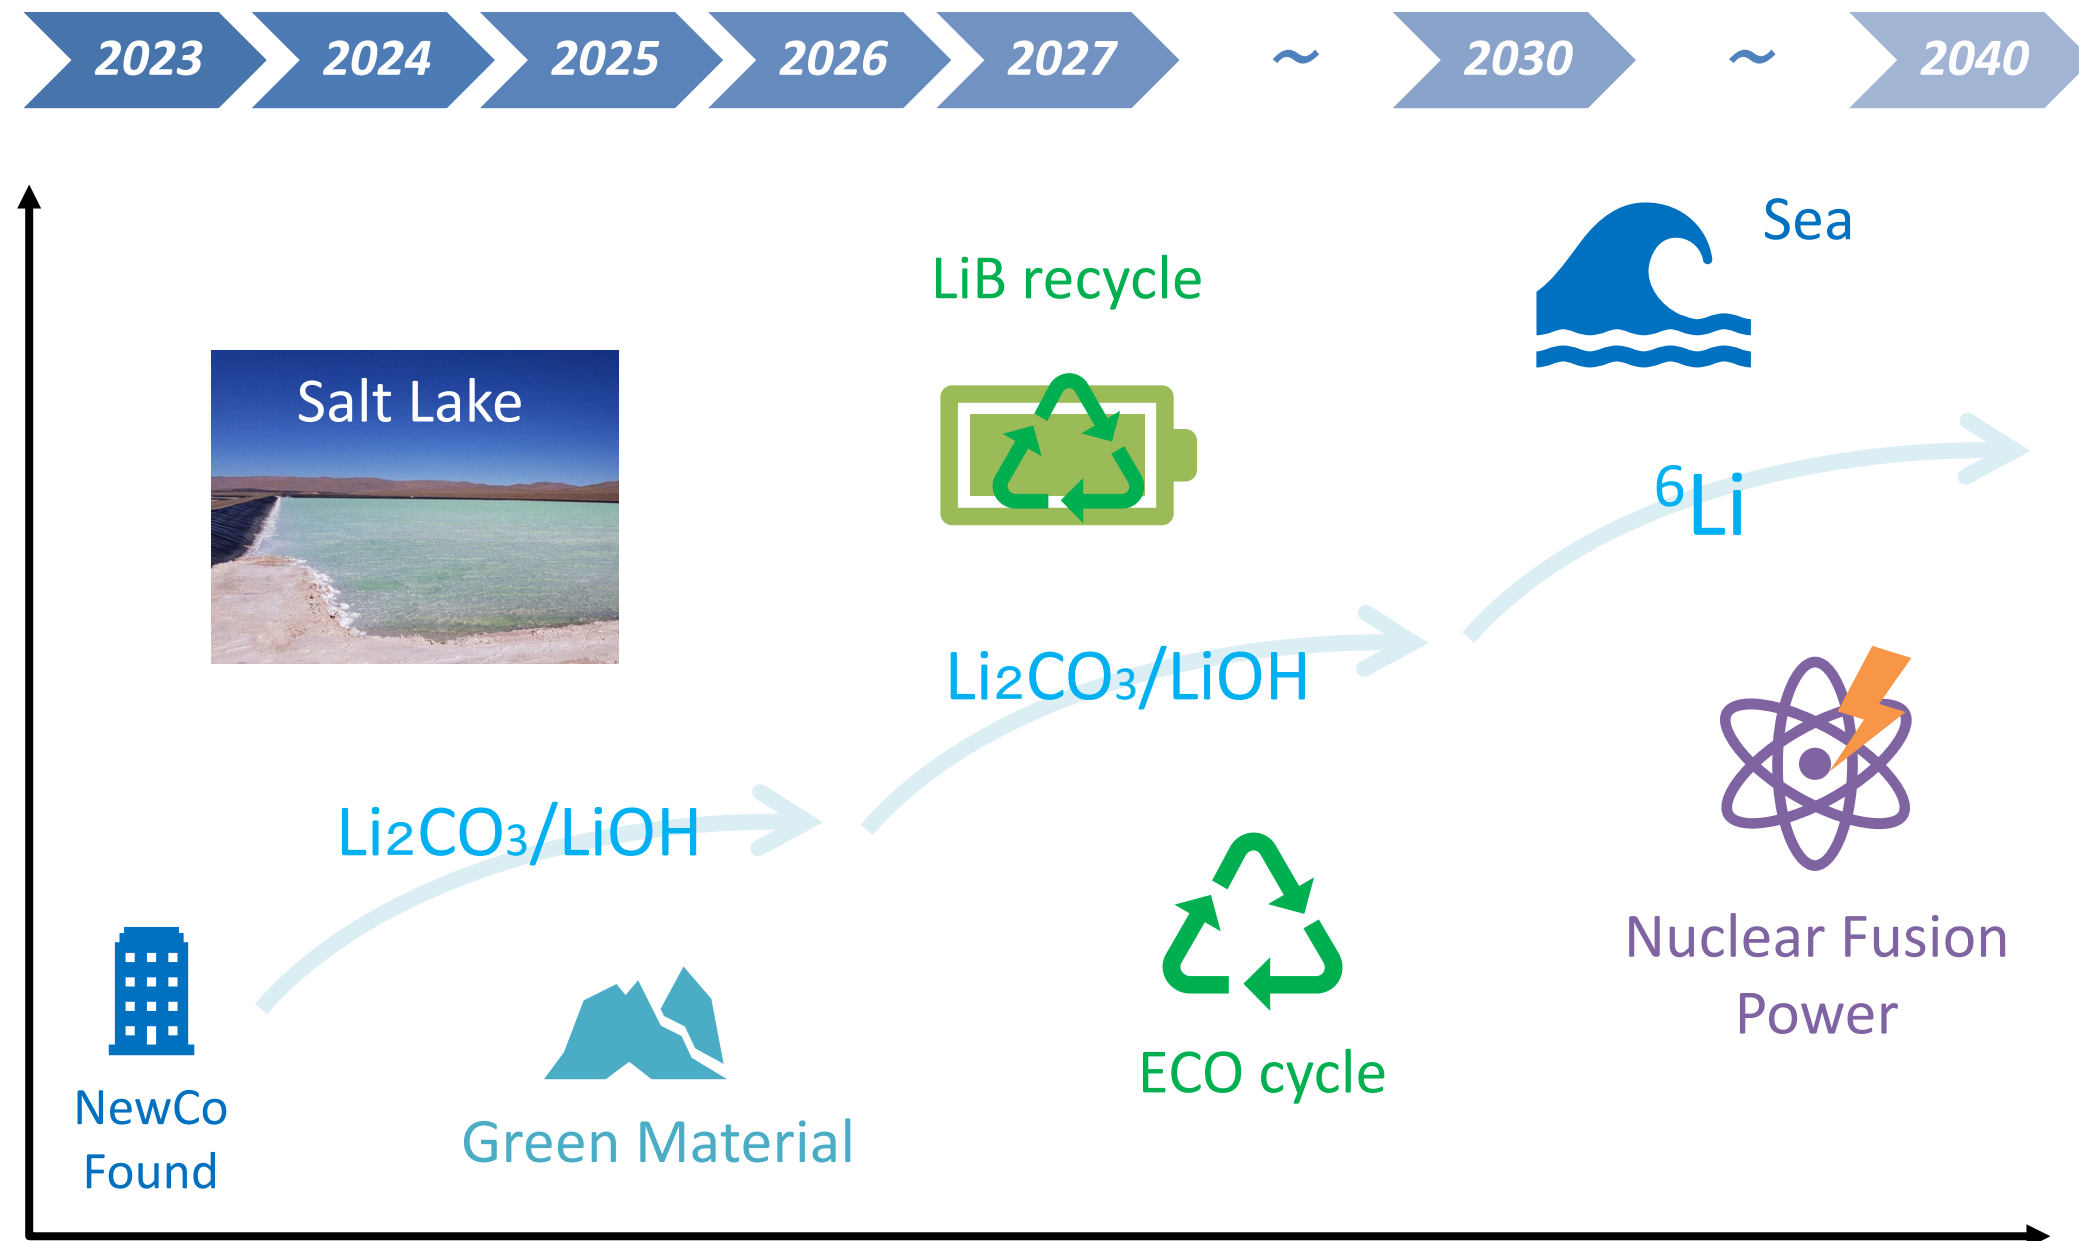 2023 2024 2025 2026 2027 ~ 2030 ~ 2040
Sea
LiB recycle
Salt Lake
⁶Li
Li₂CO₃/LiOH
Li₂CO₃/LiOH
Nuclear Fusion
Power
ECO cycle
NewCo
Found
Green Material